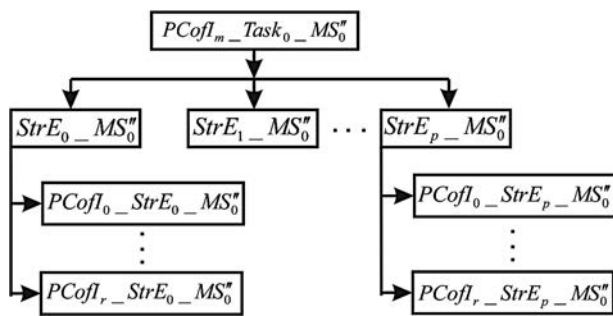 PCofI_m_Task_0_MS''_0
StrE_0_MS''_0 StrE_1_MS''_0 . . . StrE_p_MS''_0
PCofI_0_StrE_0_MS''_0 PCofI_0_StrE_p_MS''_0
PCofI_r_StrE_0_MS''_0 PCofI_r_StrE_p_MS''_0